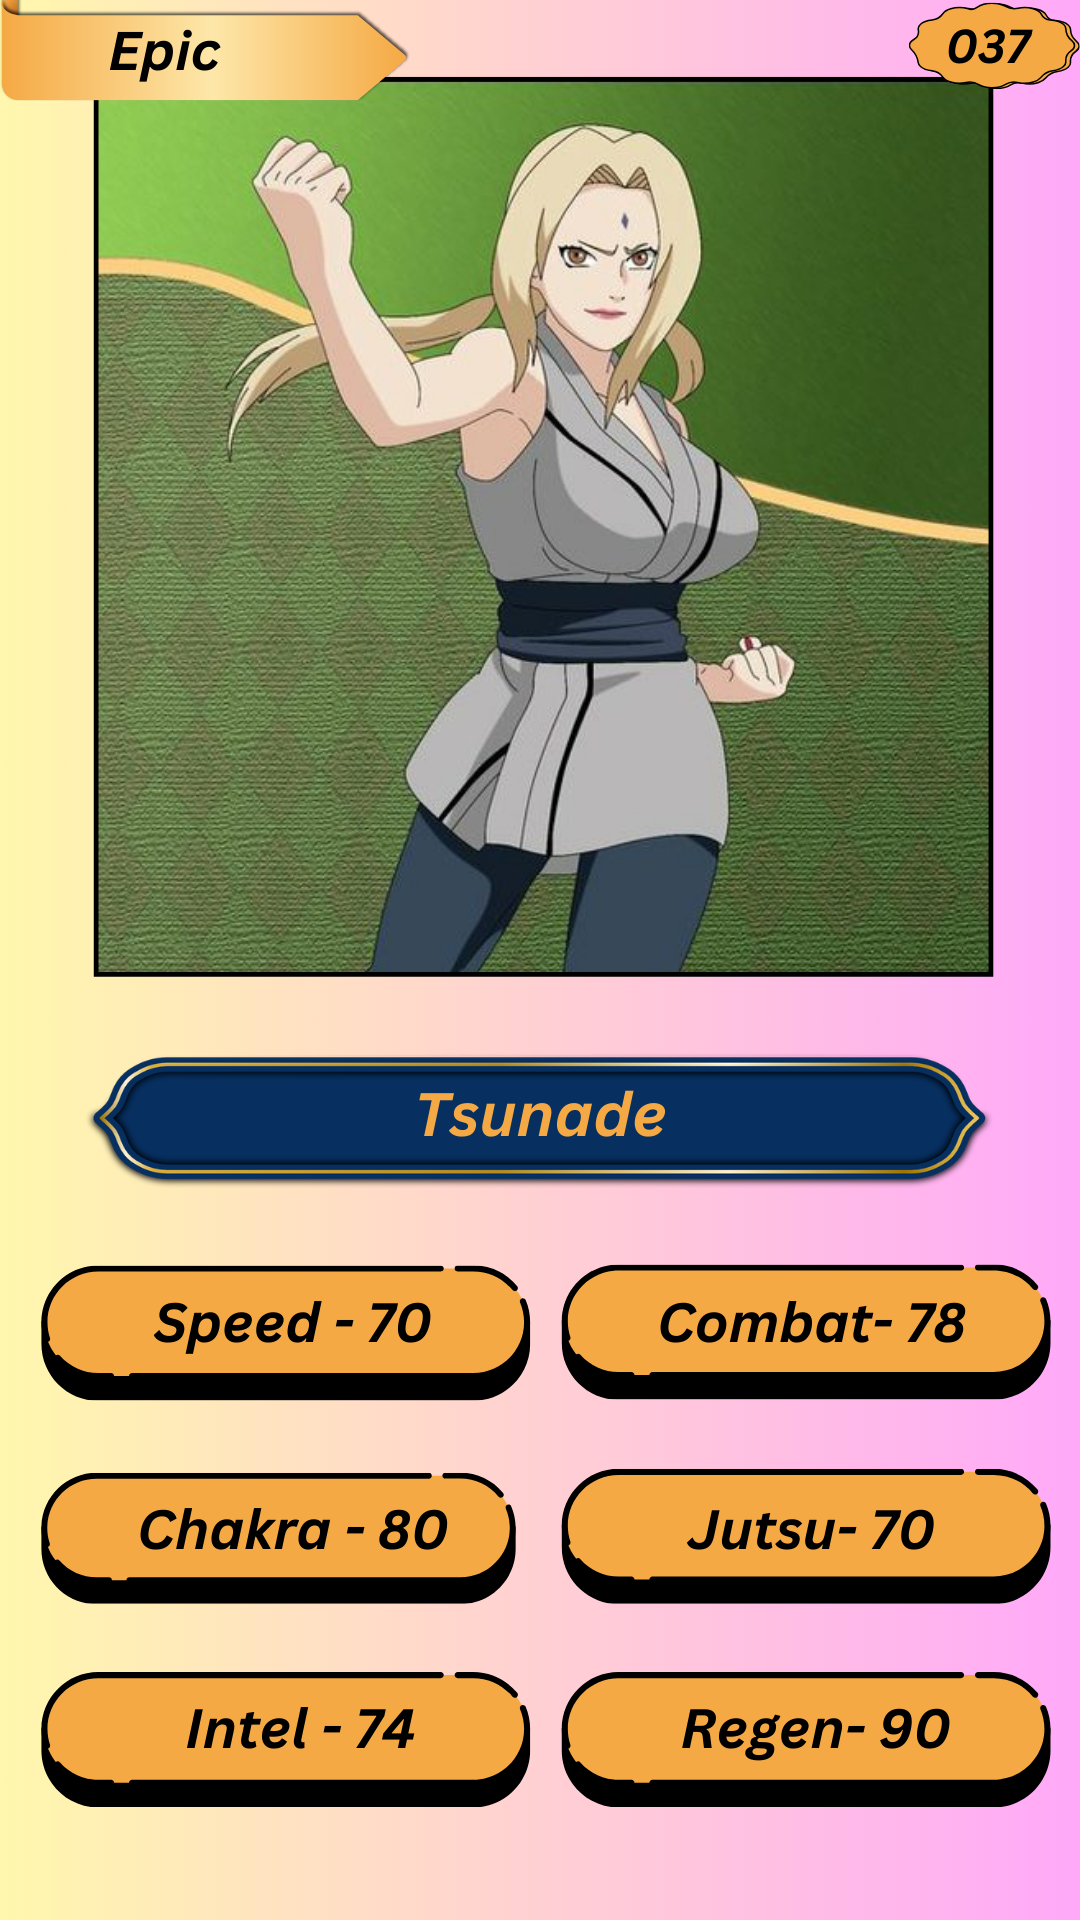 Epic
037
Tsunade
Speed - 70
Combat- 78
Chakra - 80
Jutsu- 70
Intel - 74
Regen- 90